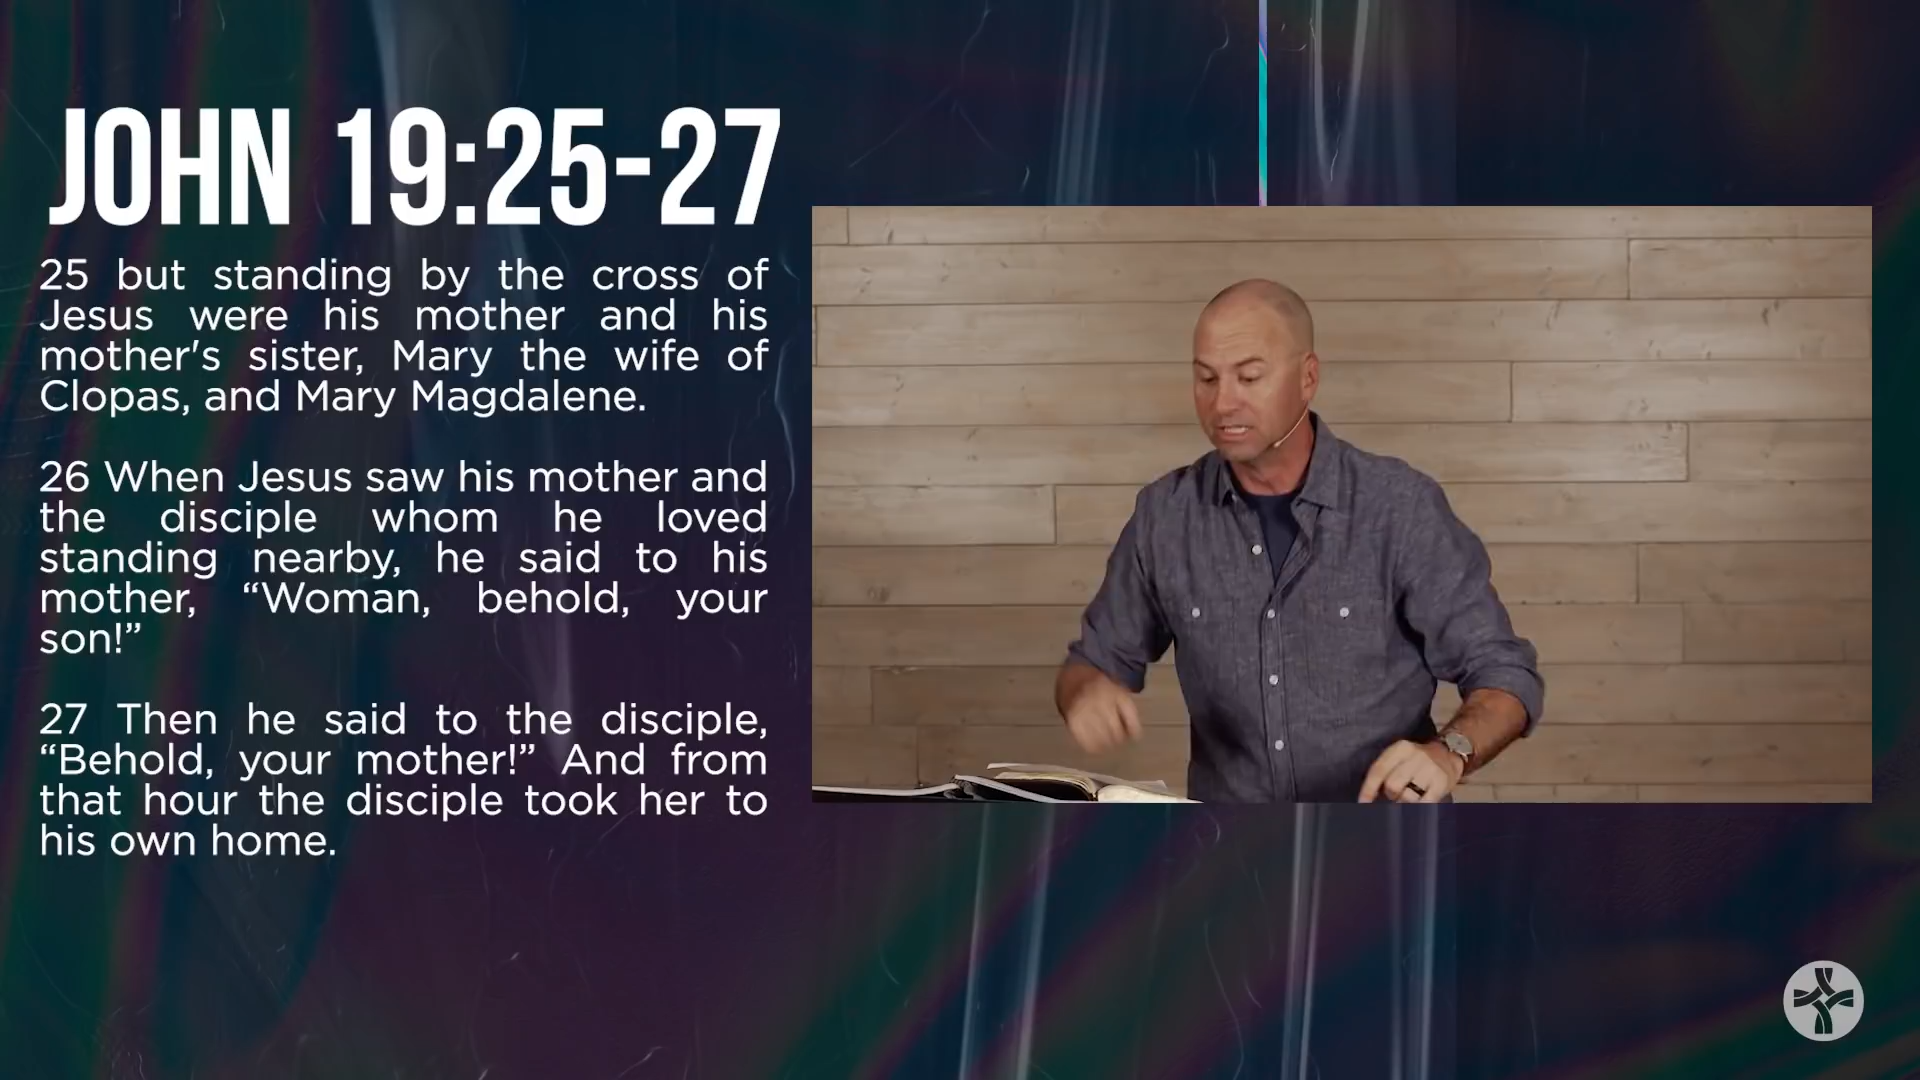 JOHN 19:25-27
25 but standing by the cross of
Jesus were his mother and his
mother's sister, Mary the wife of
Clopas, and Mary Magdalene.
26 When Jesus saw his mother and
the disciple whom he loved
standing nearby, he said to his
mother, “Woman, behold, your
son!”
27 Then he said to the disciple,
“Behold, your mother!” And from
that hour the disciple took her to
his own home.